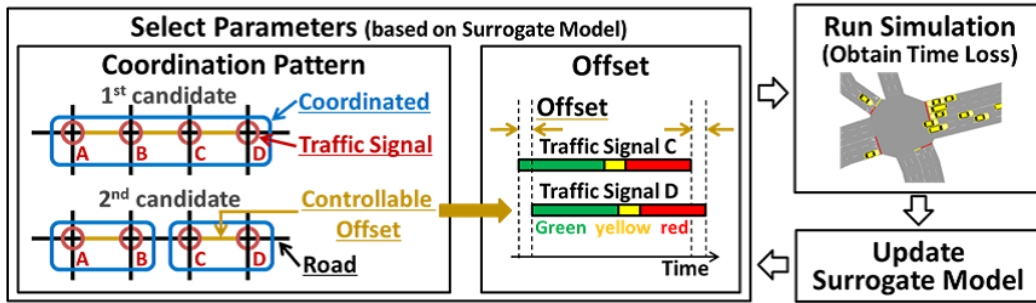 Select Parameters (based on Surrogate Model)
Coordination Pattern
1st candidate
Coordinated
A B C D
Traffic Signal
2nd candidate
Controllable
Offset
A B C D
Road
Offset
Offset
Traffic Signal C
Traffic Signal D
Green yellow red
Time
Run Simulation
(Obtain Time Loss)
Update
Surrogate Model